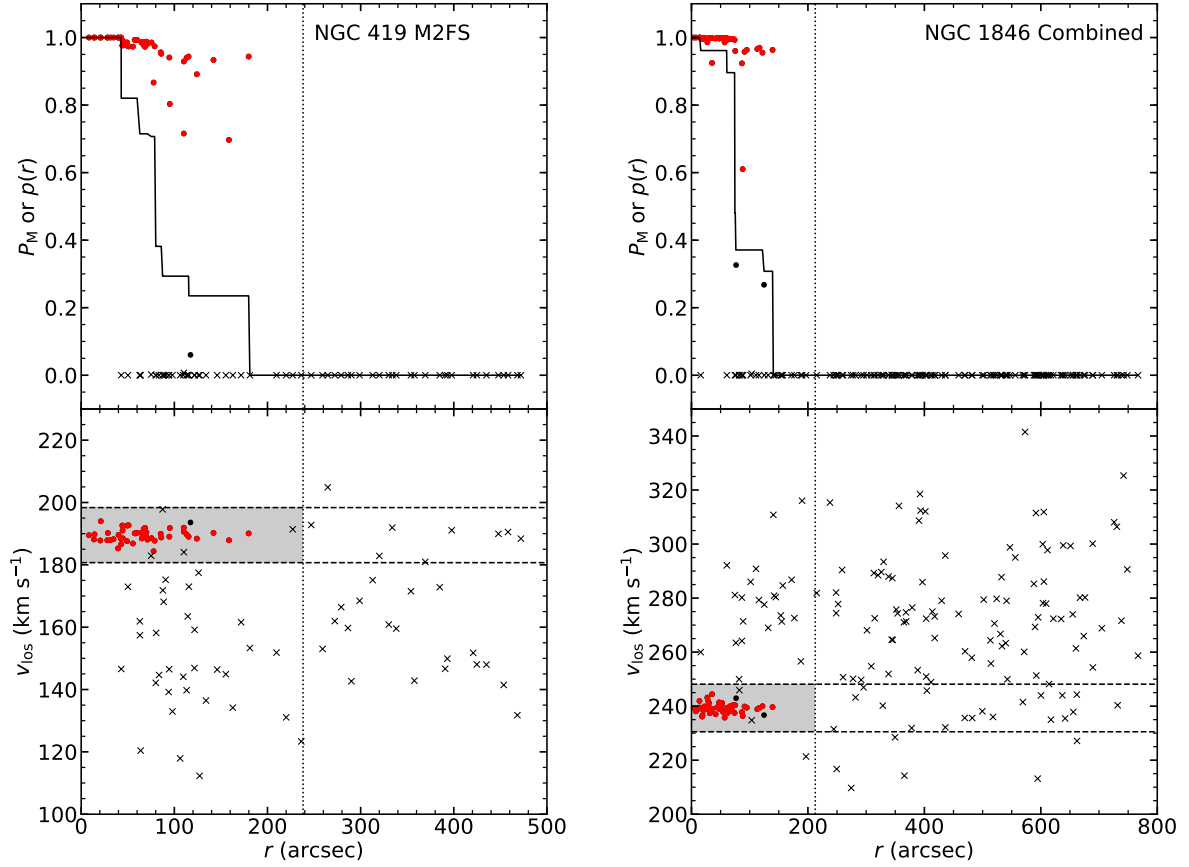 NGC 419 M2FS
NGC 1846 Combined
1.0
0.8
0.6
0.4
0.2
0.0
P_M or p(r)
1.0
0.8
0.6
0.4
0.2
0.0
P_M or p(r)
220
200
180
160
140
120
100
v_los (km s⁻¹)
340
320
300
280
260
240
220
200
v_los (km s⁻¹)
0 100 200 300 400 500
r (arcsec)
0 200 400 600 800
r (arcsec)